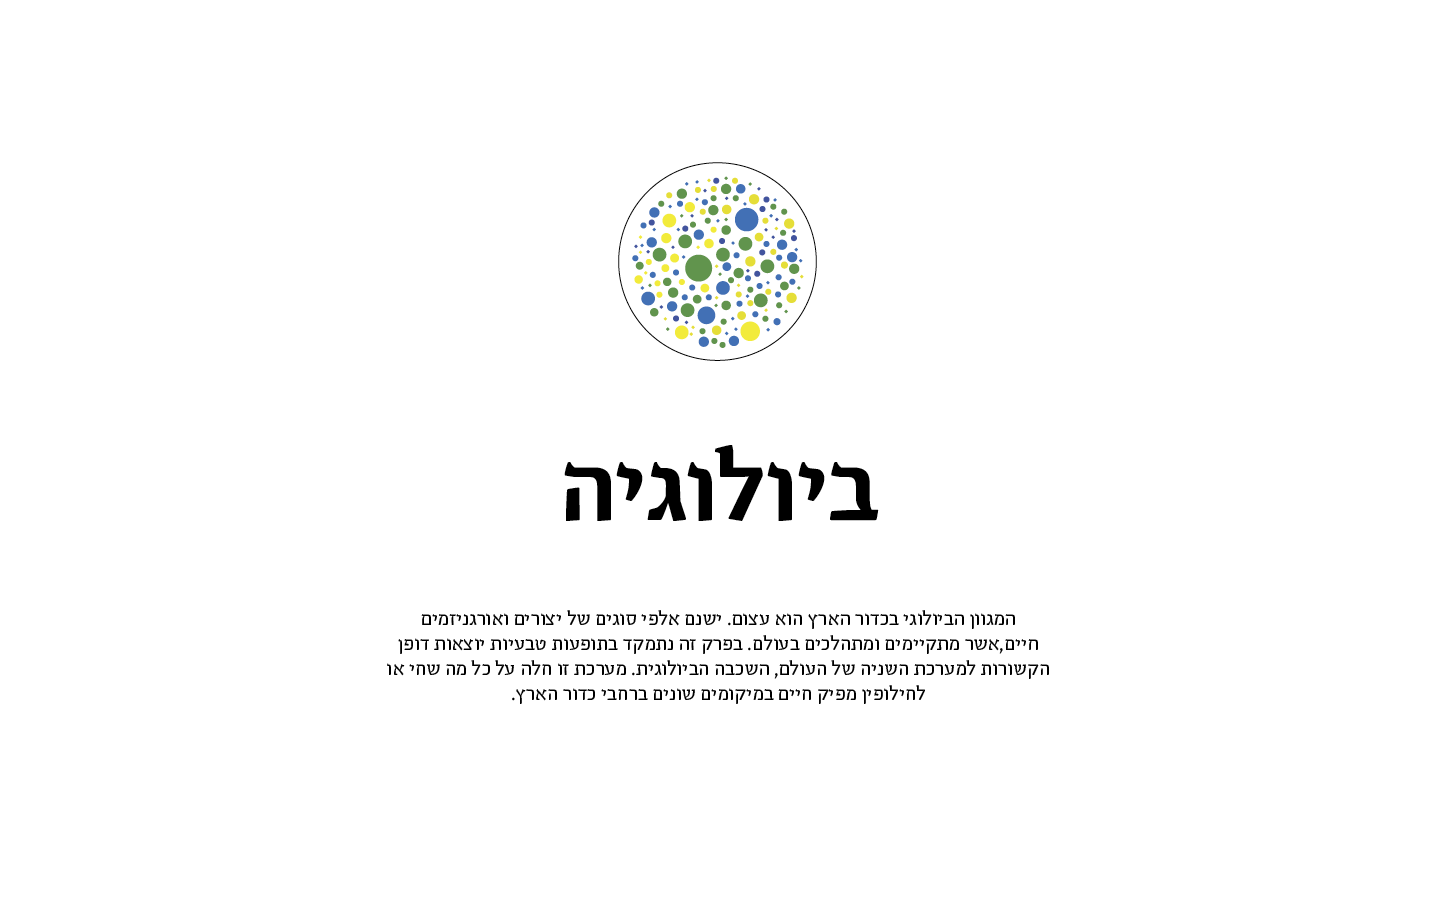 ביולוגיה
המגוון הביולוגי בכדור הארץ הוא עצום. ישנם אלפי סוגים של יצורים ואורגניזמים
חיים,אשר מתקיימים ומתהלכים בעולם. בפרק זה נתמקד בתופעות טבעיות יוצאות דופן
הקשורות למערכת השניה של העולם, השכבה הביולוגית. מערכת זו חלה על כל מה שחי או
לחילופין מפיק חיים במיקומים שונים ברחבי כדור הארץ.